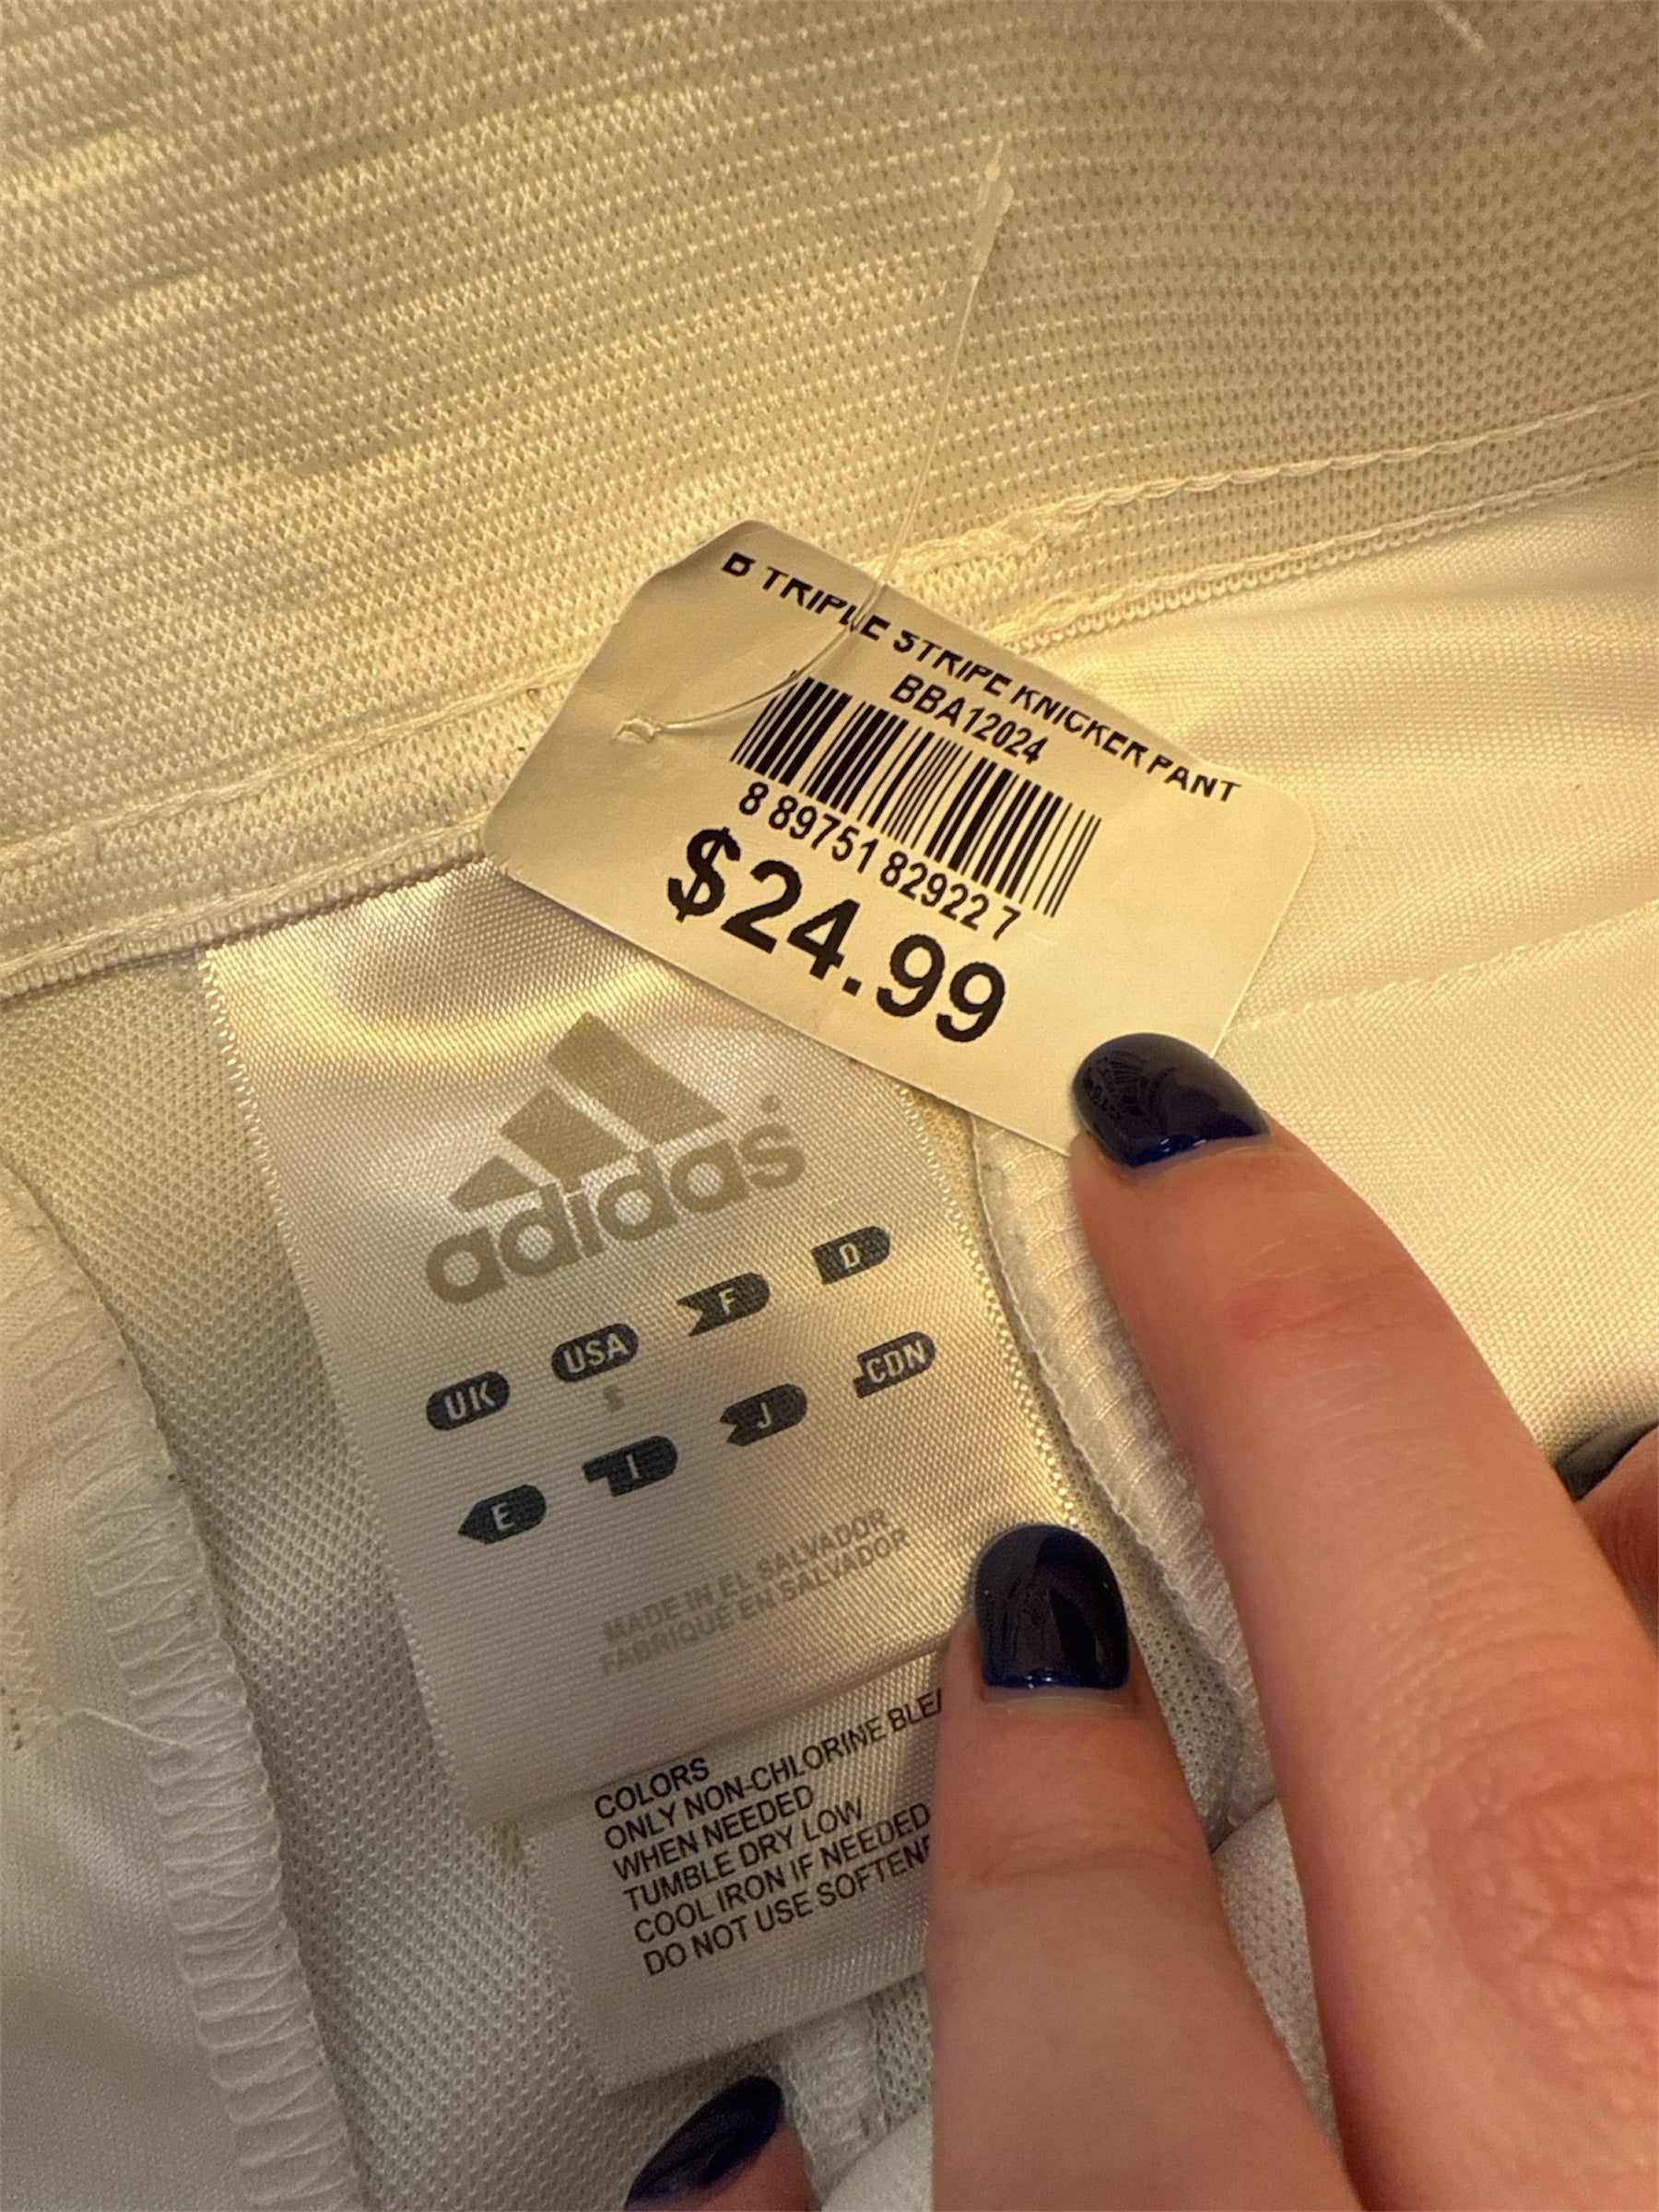 B TRIPLE STRIPE KNICKER PANT
BBA12024
8 89751 82922 7
$24.99
adidas
UK USA F D
S
E I J CDN
MADE IN EL SALVADOR
FABRIQUE EN SALVADOR
COLORS
ONLY NON-CHLORINE
WHEN NEEDED
TUMBLE DRY LOW
COOL IRON IF NEEDED
DO NOT USE